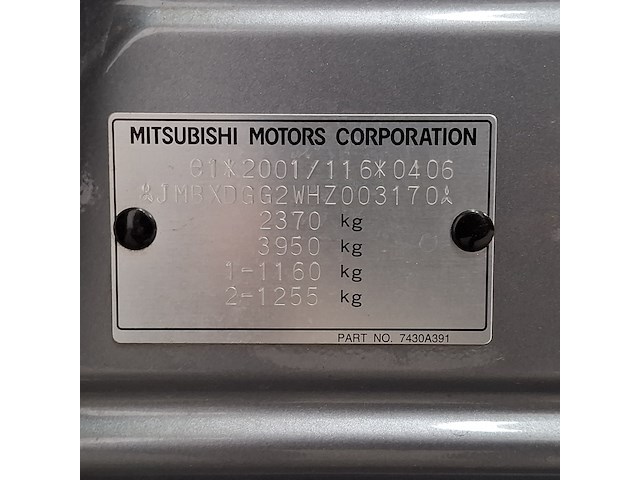 MITSUBISHI MOTORS CORPORATION
e1*2001/116*0406
JMBXDGG2WHZ003170
2370 kg
3950 kg
1-1160 kg
2-1255 kg
PART NO. 7430A391